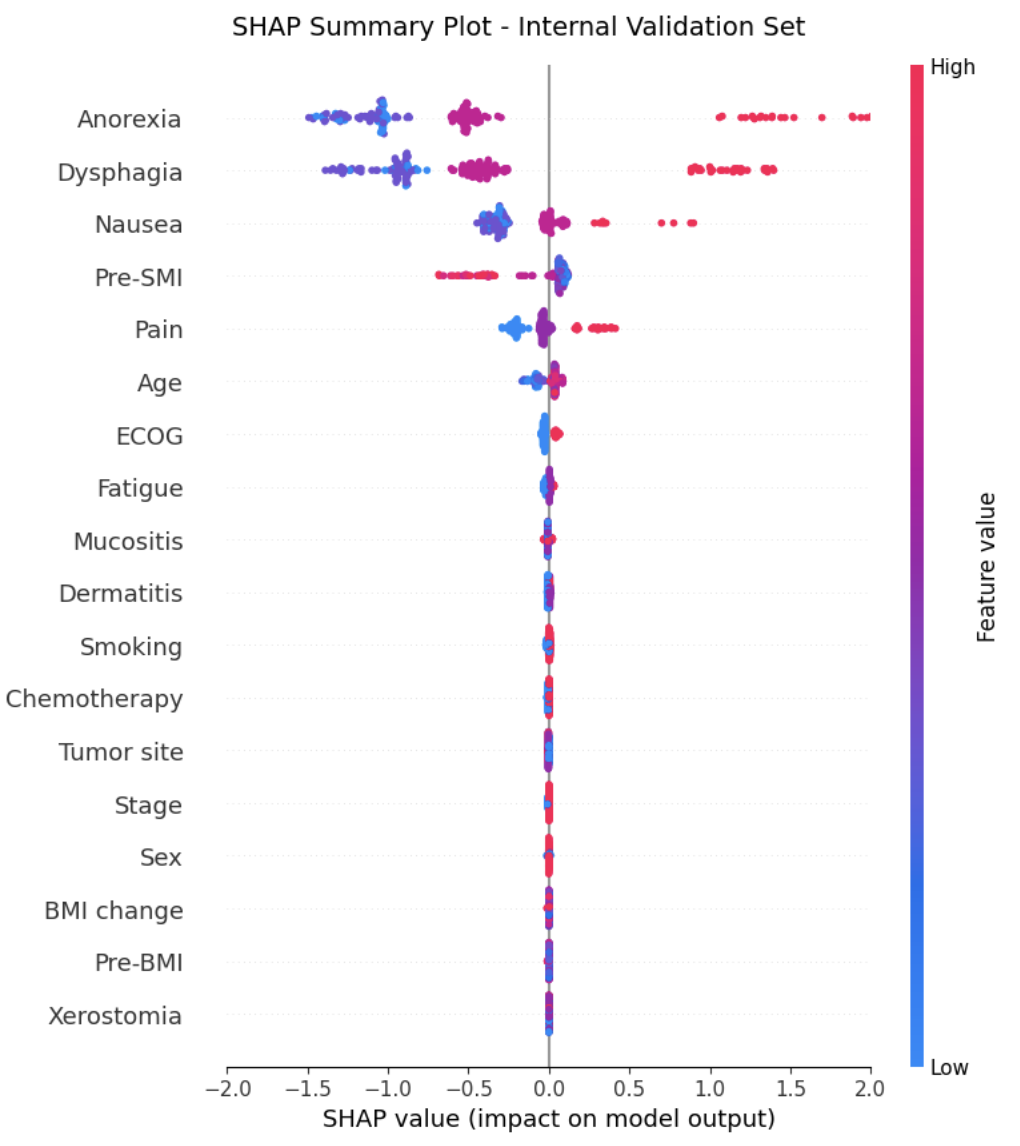 SHAP Summary Plot - Internal Validation Set
High
Anorexia
Dysphagia
Nausea
Pre-SMI
Pain
Age
ECOG
Fatigue
Mucositis
Dermatitis
Smoking
Chemotherapy
Tumor site
Stage
Sex
BMI change
Pre-BMI
Xerostomia
Feature value
Low
−2.0 −1.5 −1.0 −0.5 0.0 0.5 1.0 1.5 2.0
SHAP value (impact on model output)